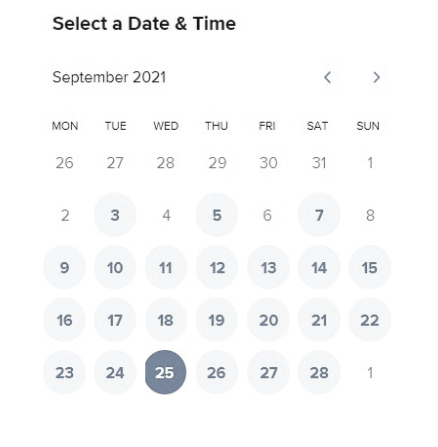 Select a Date & Time
September 2021
MON TUE WED THU FRI SAT SUN
26 27 28 29 30 31 1
2 3 4 5 6 7 8
9 10 11 12 13 14 15
16 17 18 19 20 21 22
23 24 25 26 27 28 1